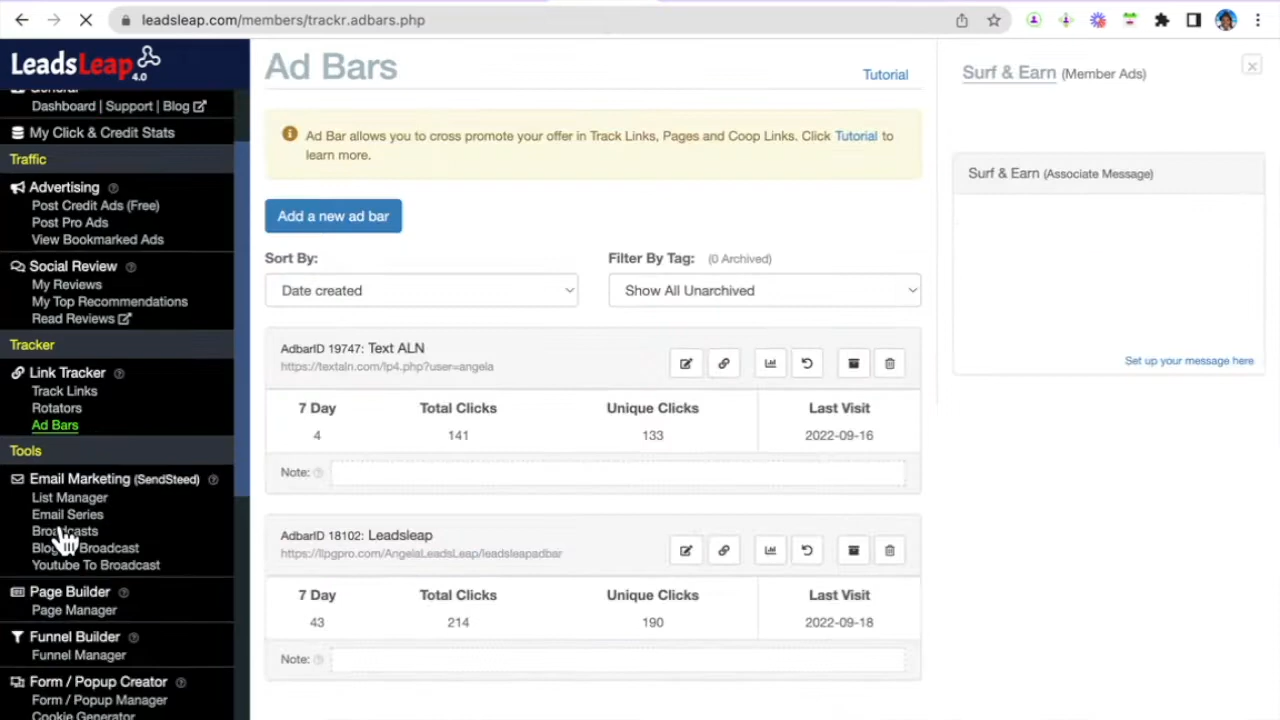 leadsleap.com/members/trackr.adbars.php
LeadsLeap 4.0
General
Dashboard | Support | Blog
My Click & Credit Stats
Traffic
Advertising
Post Credit Ads (Free)
Post Pro Ads
View Bookmarked Ads
Social Review
My Reviews
My Top Recommendations
Read Reviews
Tracker
Link Tracker
Track Links
Rotators
Ad Bars
Tools
Email Marketing (SendSteed)
List Manager
Email Series
Broadcasts
Blog Broadcast
Youtube To Broadcast
Page Builder
Page Manager
Funnel Builder
Funnel Manager
Form / Popup Creator
Form / Popup Manager
Cookie Generator
Ad Bars
Tutorial
Ad Bar allows you to cross promote your offer in Track Links, Pages and Coop Links. Click Tutorial to
learn more.
Add a new ad bar
Sort By:
Date created
Filter By Tag: (0 Archived)
Show All Unarchived
AdbarID 19747: Text ALN
https://textaln.com/lp4.php?user=angela
7 Day Total Clicks Unique Clicks Last Visit
4 141 133 2022-09-16
Note:
AdbarID 18102: Leadsleap
https://llpgpro.com/AngelaLeadsLeap/leadsleapadbar
7 Day Total Clicks Unique Clicks Last Visit
43 214 190 2022-09-18
Note:
Surf & Earn (Member Ads)
Surf & Earn (Associate Message)
Set up your message here